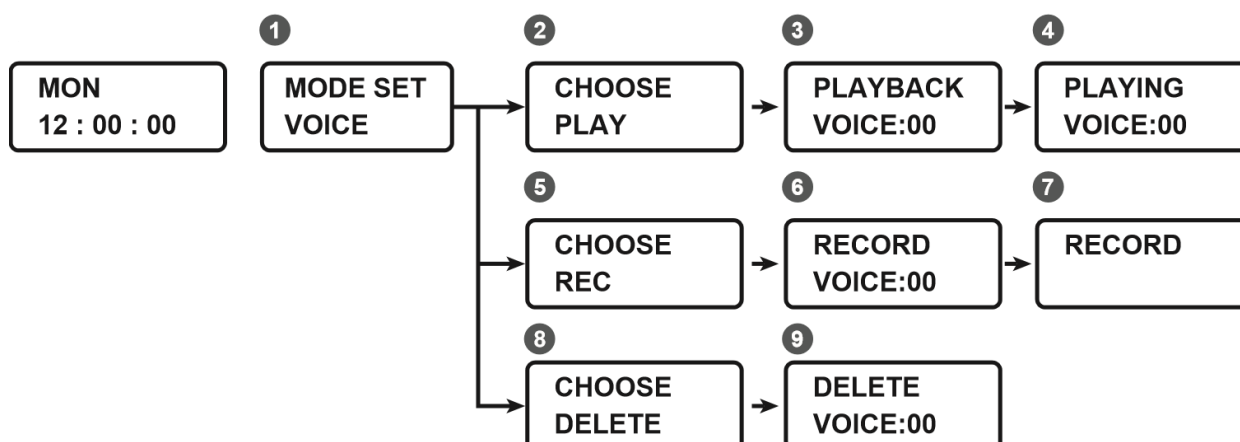 1
2
3
4
MON
12 : 00 : 00
MODE SET
VOICE
CHOOSE
PLAY
PLAYBACK
VOICE:00
PLAYING
VOICE:00
5
6
7
CHOOSE
REC
RECORD
VOICE:00
RECORD
8
9
CHOOSE
DELETE
DELETE
VOICE:00